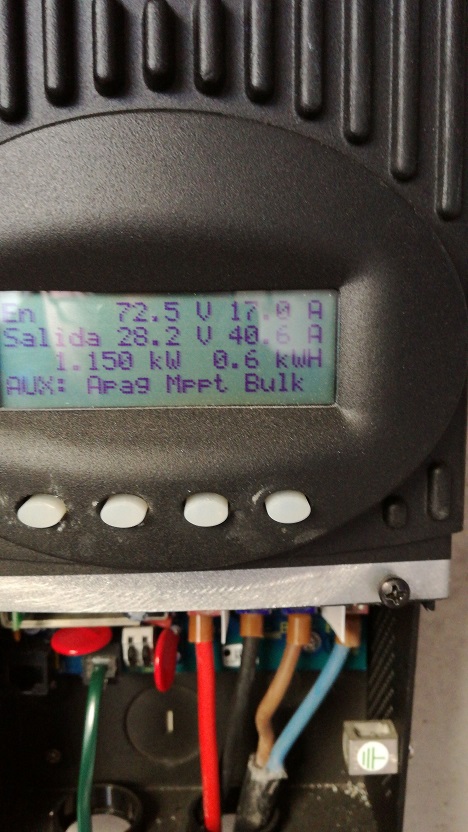 En 72.5 V 17.0 A
Salida 28.2 V 40.6 A
1.150 kW 0.6 kWH
AUX: Apag Mppt Bulk